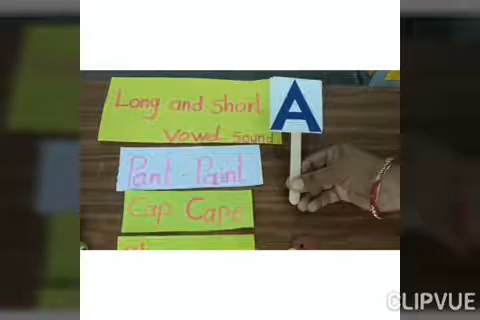 Long and short
vowel sound
A
Pant Paint
Cap Cape
CLIPVUE